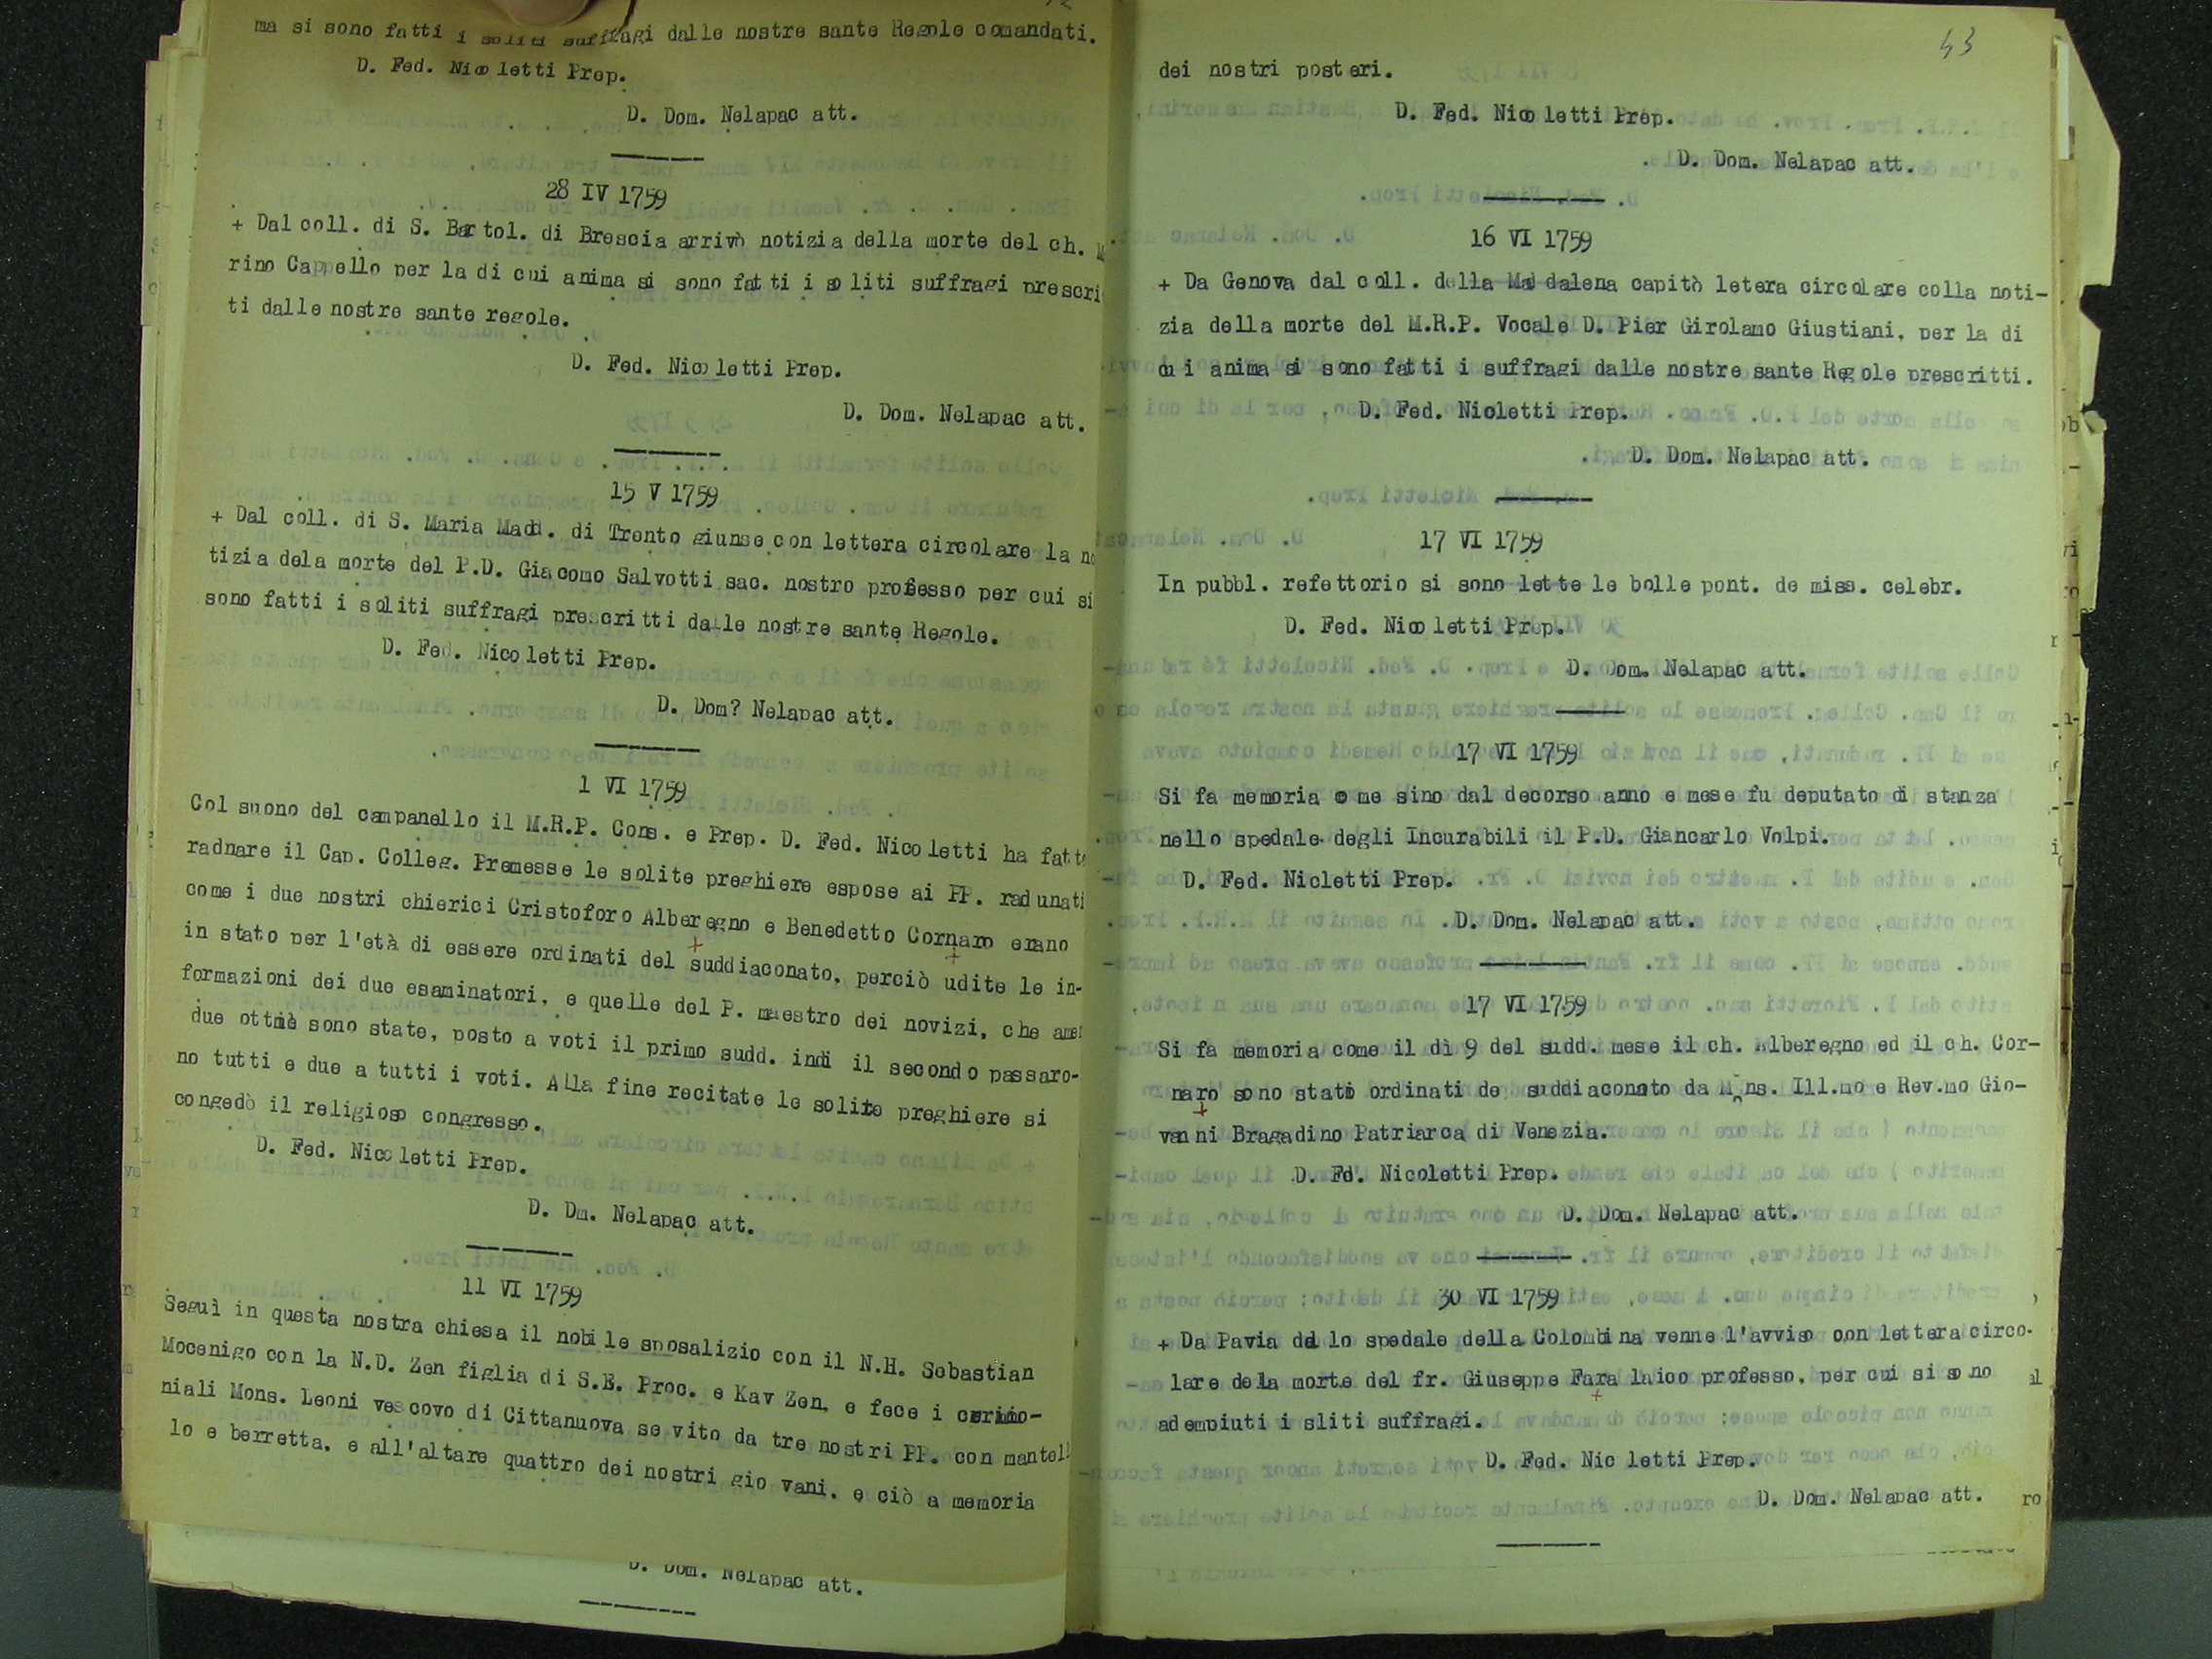 ma si sono fatti i soliti suffragi dalle nostre sante Regole comandati.
D. Fed. Nicoletti Prep.
D. Dom. Nelapac att.
28 IV 1759
+ Dal coll. di S. Bartol. di Brescia arrivò notizia della morte del ch. M
rino Cappello per la di cui anima si sono fatti i soliti suffragi prescri
ti dalle nostre sante regole.
D. Fed. Nicoletti Prep.
D. Dom. Nelapac att.
15 V 1759
+ Dal coll. di S. Maria Madd. di Trento giunse con lettera circolare la no
tizia dela morte del P.D. Giacomo Salvotti sac. nostro professo per cui si
sono fatti i soliti suffragi prescritti dalle nostre sante Regole.
D. Fed. Nicoletti Prep.
D. Dom? Nelapac att.
1 VI 1759
Col suono del campanello il M.R.P. Cons. e Prep. D. Fed. Nicoletti ha fatto
radnare il Cap. Colleg. Premesse le solite preghiere espose ai PP. radunati
come i due nostri chierici Cristoforo Alberegno e Benedetto Cornaro erano
in stato per l'età di essere ordinati del suddiaconato, perciò udite le in-
formazioni dei due esaminatori, e quelle del P. maestro dei novizi, che ame
due ottime sono state, posto a voti il primo sudd. indi il secondo passaro-
no tutti e due a tutti i voti. Alla fine recitate le solite preghiere si
congedò il religioso congresso.
D. Fed. Nicoletti Prep.
D. Dm. Nelapac att.
11 VI 1759
Seguì in questa nostra chiesa il nobile sposalizio con il N.H. Sebastian
Mocenigo con la N.D. Zen figlia di S.E. Proc. e Kav Zen, e fece i cerimo-
niali Mons. Leoni vescovo di Cittanuova se vito da tre nostri PP. con mantel
lo e berretta, e all'altare quattro dei nostri giovani, e ciò a memoria
D. Dom. Nelapac att.
43
dei nostri posteri.
D. Fed. Nicoletti Prep.
D. Dom. Nelapac att.
16 VI 1759
+ Da Genova dal coll. della Maddalena capitò letera circolare colla noti-
zia della morte del M.R.P. Vocale D. Pier Girolamo Giustiani, per la di
cui anima si sono fatti i suffragi dalle nostre sante Regole prescritti.
D. Fed. Nicoletti Prep.
D. Dom. Nelapac att.
17 VI 1759
In pubbl. refettorio si sono lette le bolle pont. de miss. celebr.
D. Fed. Nicoletti Prep.
D. Dom. Nelapac att.
17 VI 1759
Si fa memoria come sino dal decorso anno e mese fu deputato di stanza
nello spedale degli Incurabili il P.D. Giancarlo Volpi.
D. Fed. Nicletti Prep.
D. Dom. Nelapac att.
17 VI 1759
Si fa memoria come il dì 9 del sudd. mese il ch. Alberegno ed il ch. Cor-
naro sono stati ordinati de suddiaconato da Mons. Ill.mo e Rev.mo Gio-
vanni Bragadino Patriarca di Venezia.
D. Fd. Nicoletti Prep.
D. Dom. Nelapac att.
30 VI 1759
+ Da Pavia dal lo spedale della Colombina venne l'avviso con lettera circo-
lare dela morte del fr. Giuseppe Fara laico professo, per cui si sono
adempiuti i sliti suffragi.
D. Fed. Nic letti Prep.
D. Dom. Nelapac att.